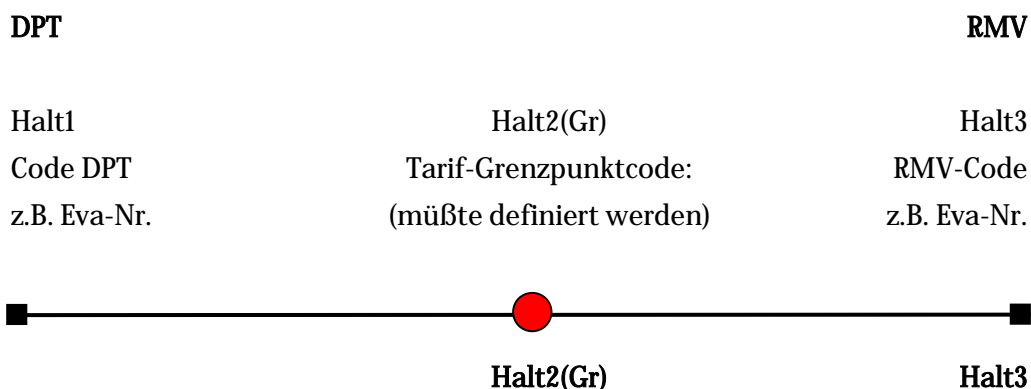 DPT RMV
Halt1 Halt2(Gr) Halt3
Code DPT Tarif-Grenzpunktcode: RMV-Code
z.B. Eva-Nr. (müßte definiert werden) z.B. Eva-Nr.
Halt2(Gr) Halt3